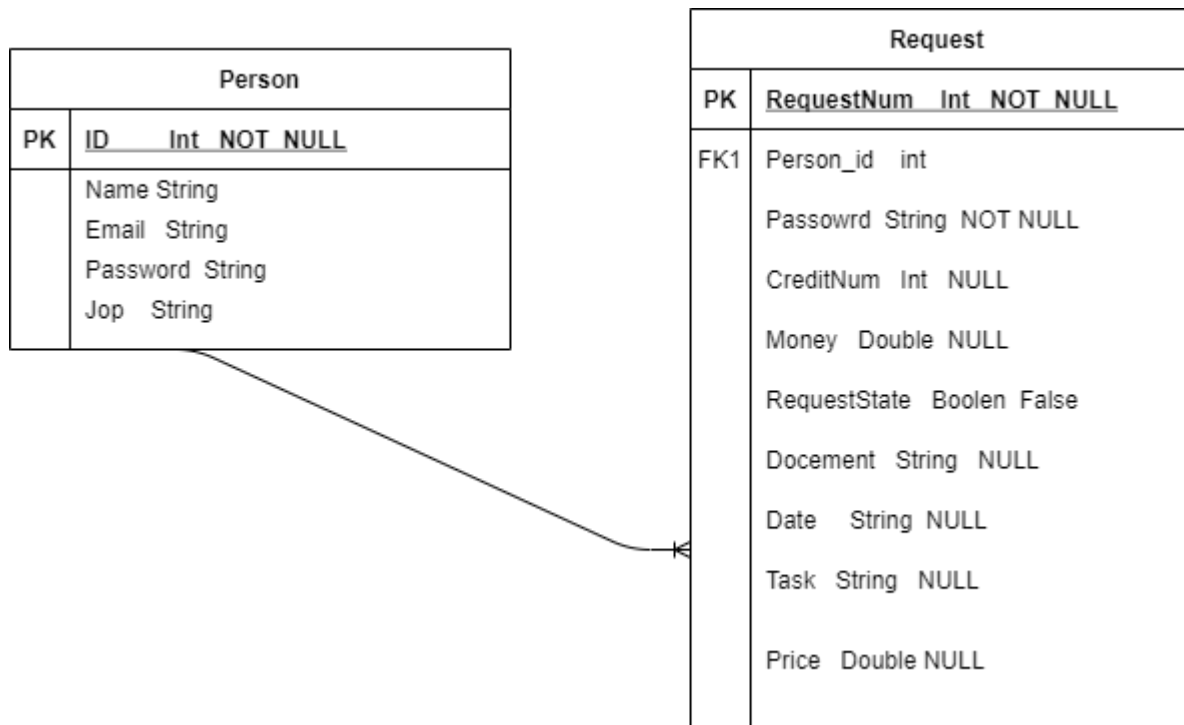 Person
PK ID Int NOT NULL
Name String
Email String
Password String
Jop String
Request
PK RequestNum Int NOT NULL
FK1 Person_id int
Passowrd String NOT NULL
CreditNum Int NULL
Money Double NULL
RequestState Boolen False
Docement String NULL
Date String NULL
Task String NULL
Price Double NULL